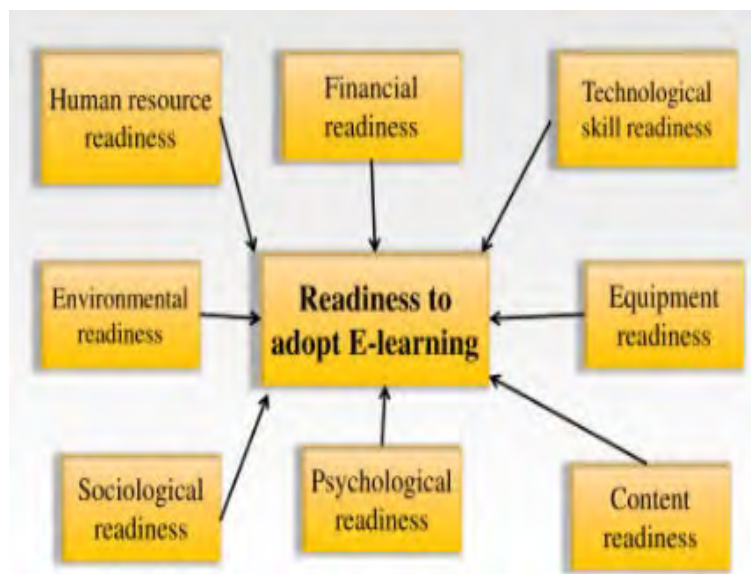 Human resource
readiness
Financial
readiness
Technological
skill readiness
Environmental
readiness
Readiness to
adopt E-learning
Equipment
readiness
Sociological
readiness
Psychological
readiness
Content
readiness